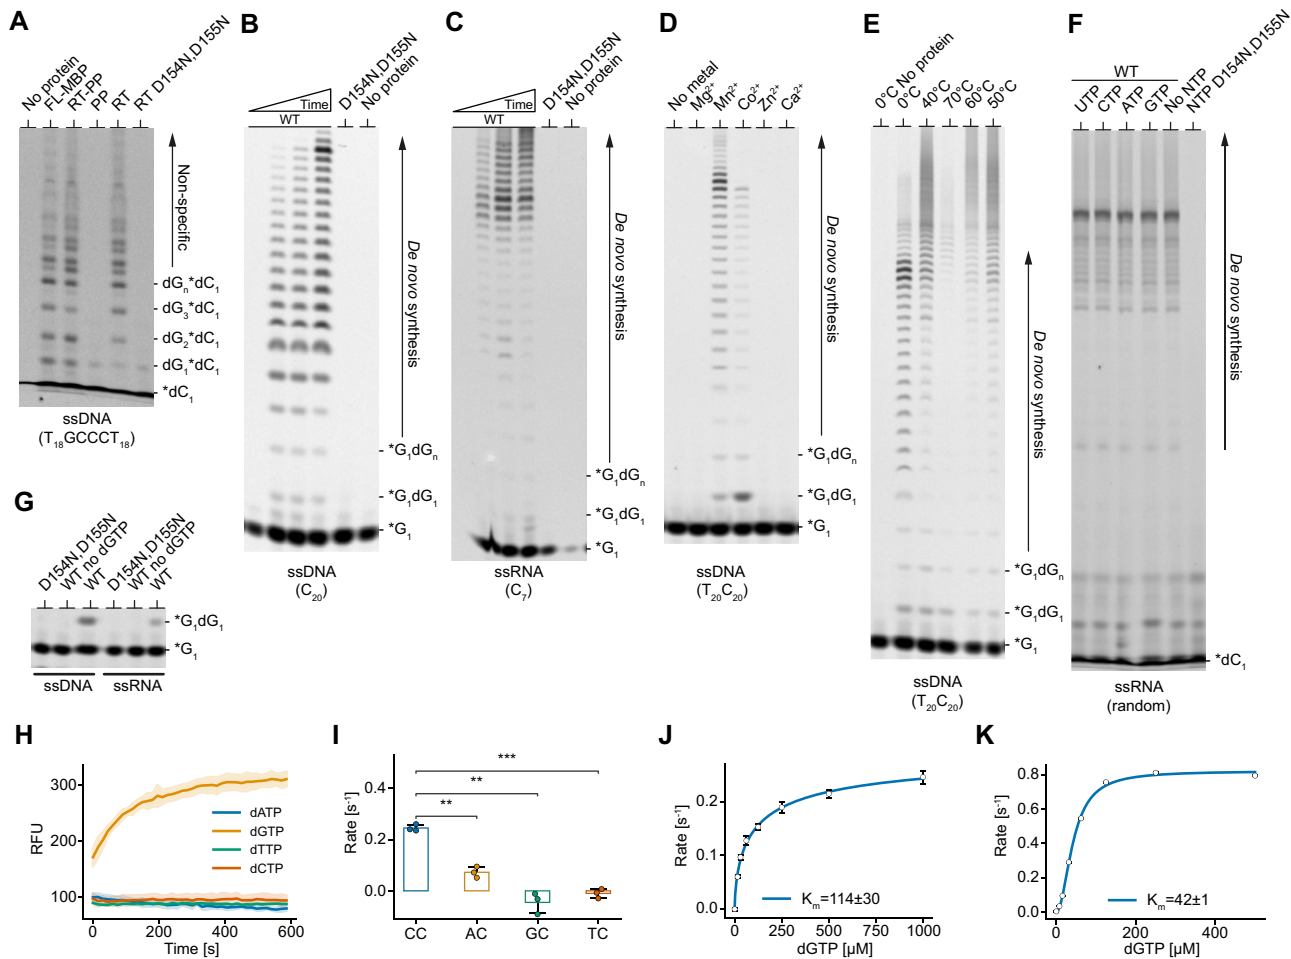 A
No protein
FL-MBP
RT-PP
PP
RT
RT D154N,D155N
Non-specific
dGn*dC1
dG3*dC1
dG2*dC1
dG1*dC1
*dC1
ssDNA
(T18GCCCT18)
B
Time
WT
D154N,D155N
No protein
De novo synthesis
*G1dGn
*G1dG1
*G1
ssDNA
(C20)
C
Time
WT
D154N,D155N
No protein
De novo synthesis
*G1dGn
*G1dG1
*G1
ssRNA
(C7)
D
No metal
Mg2+
Mn2+
Co2+
Zn2+
Ca2+
De novo synthesis
*G1dGn
*G1dG1
*G1
ssDNA
(T20C20)
E
0°C No protein
0°C
40°C
70°C
60°C
50°C
De novo synthesis
*G1dGn
*G1dG1
*G1
ssDNA
(T20C20)
F
WT
UTP
CTP
ATP
GTP
No NTP
NTP D154N,D155N
De novo synthesis
*dC1
ssRNA
(random)
G
D154N,D155N
WT no dGTP
WT
D154N,D155N
WT no dGTP
WT
*G1dG1
*G1
ssDNA
ssRNA
H
RFU
300
200
100
dATP
dGTP
dTTP
dCTP
0
200
400
600
Time [s]
I
Rate [s-1]
0.4
0.2
0.0
***
**
**
CC
AC
GC
TC
J
Rate [s-1]
0.2
0.1
0.0
Km=114±30
0
250
500
750
1000
dGTP [µM]
K
Rate [s-1]
0.8
0.6
0.4
0.2
0.0
Km=42±1
0
200
400
dGTP [µM]